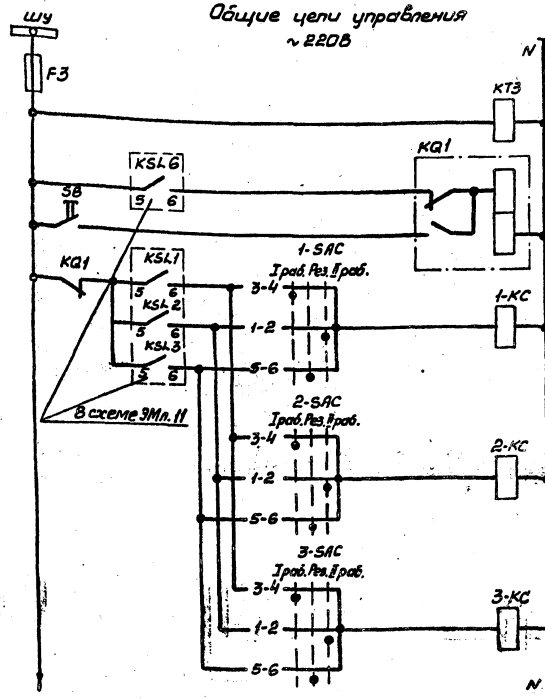 Общие цепи управления
~220В
ШУ
N
F3
КТ3
KQ1
KSL6
5 6
SB
KQ1
KSL1
5 6
KSL2
5 6
KSL3
5 6
1-SAC
I раб. Рез. II раб.
3-4
1-2
5-6
1-КС
В схеме ЭМл. 11
2-SAC
I раб. Рез. II раб.
3-4
1-2
5-6
2-КС
3-SAC
I раб. Рез. II раб.
3-4
1-2
5-6
3-КС
N